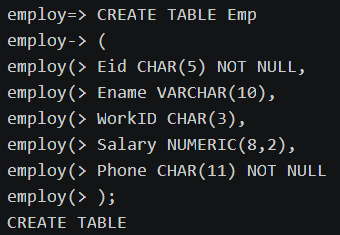 employ=> CREATE TABLE Emp
employ-> (
employ(> Eid CHAR(5) NOT NULL,
employ(> Ename VARCHAR(10),
employ(> WorkID CHAR(3),
employ(> Salary NUMERIC(8,2),
employ(> Phone CHAR(11) NOT NULL
employ(> );
CREATE TABLE